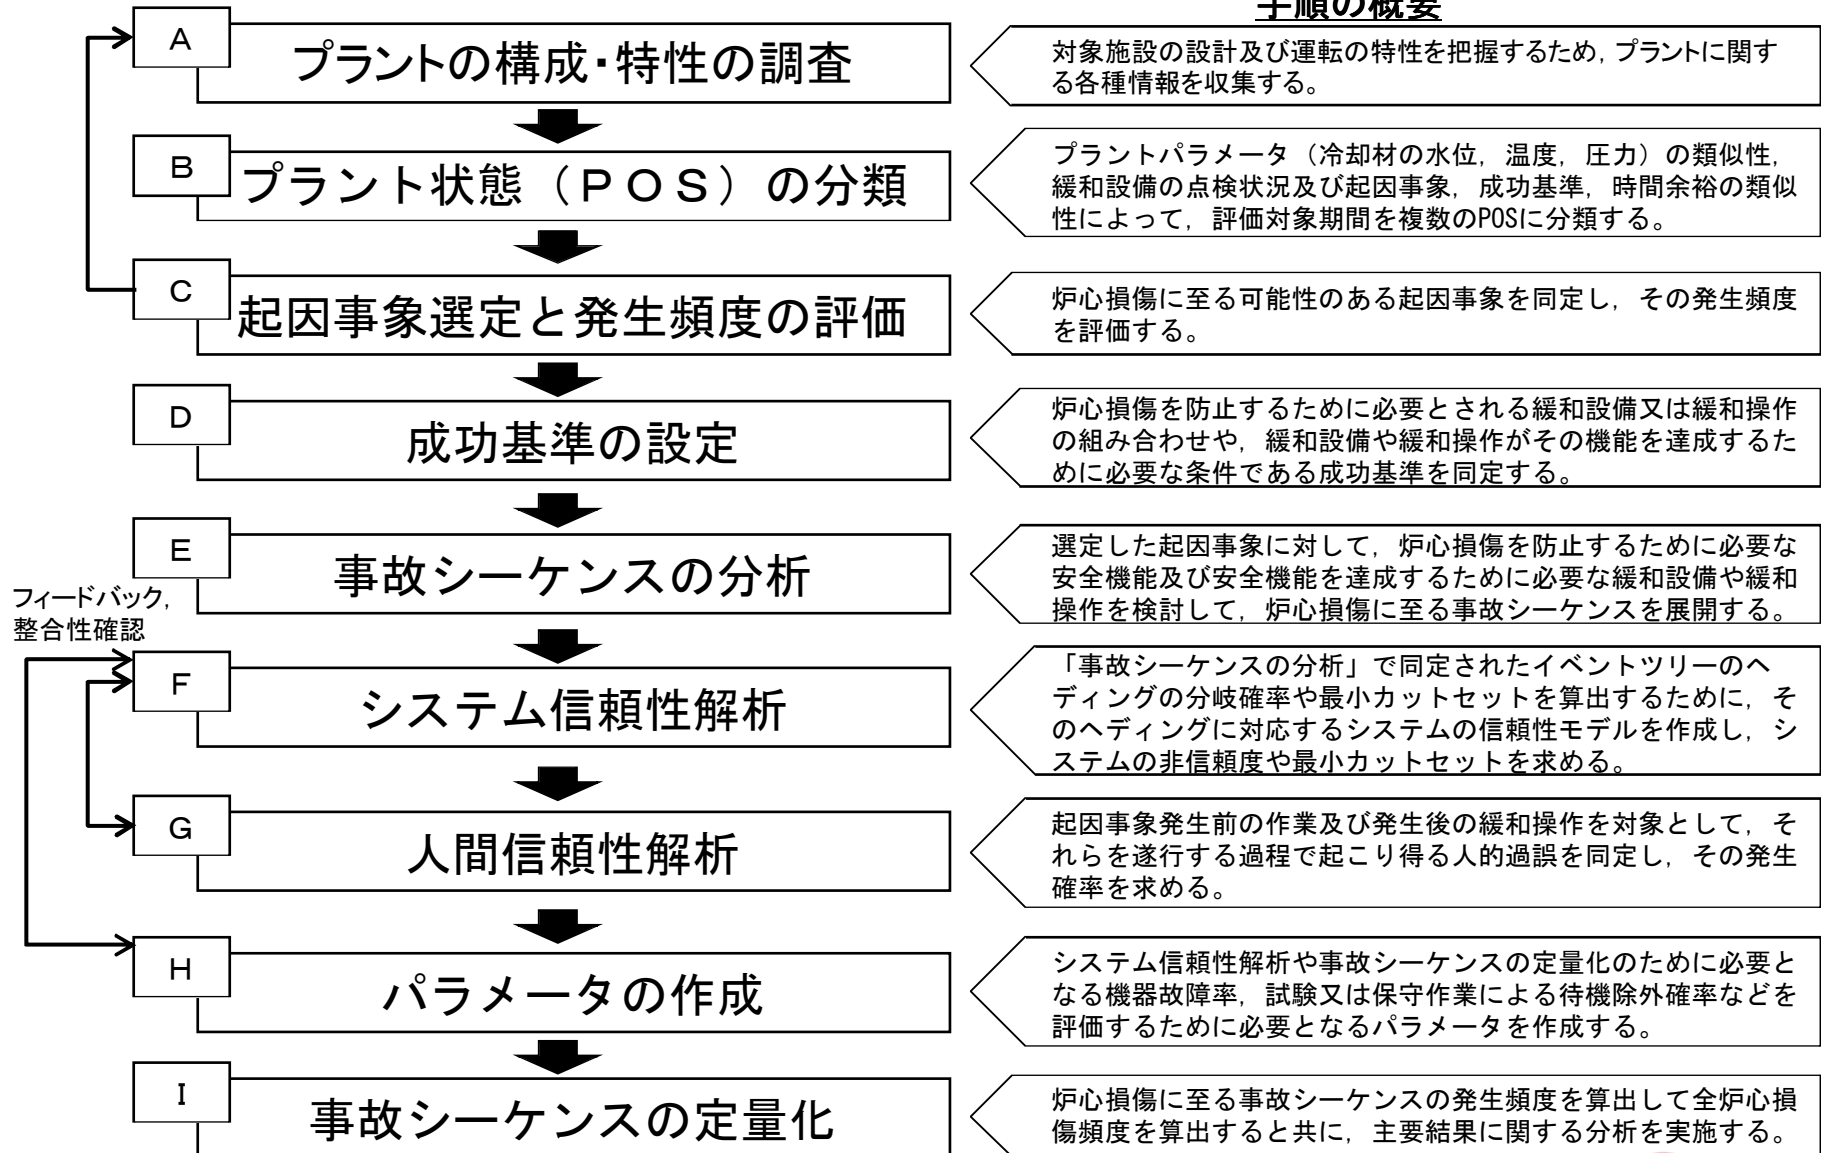 手順の概要
A
プラントの構成・特性の調査
対象施設の設計及び運転の特性を把握するため，プラントに関す
る各種情報を収集する。
B
プラント状態（ＰＯＳ）の分類
プラントパラメータ（冷却材の水位，温度，圧力）の類似性，
緩和設備の点検状況及び起因事象，成功基準，時間余裕の類似
性によって，評価対象期間を複数のPOSに分類する。
C
起因事象選定と発生頻度の評価
炉心損傷に至る可能性のある起因事象を同定し，その発生頻度
を評価する。
D
成功基準の設定
炉心損傷を防止するために必要とされる緩和設備又は緩和操作
の組み合わせや，緩和設備や緩和操作がその機能を達成するた
めに必要な条件である成功基準を同定する。
E
事故シーケンスの分析
選定した起因事象に対して，炉心損傷を防止するために必要な
安全機能及び安全機能を達成するために必要な緩和設備や緩和
操作を検討して，炉心損傷に至る事故シーケンスを展開する。
フィードバック，
整合性確認
F
システム信頼性解析
「事故シーケンスの分析」で同定されたイベントツリーのヘ
ディングの分岐確率や最小カットセットを算出するために，そ
のヘディングに対応するシステムの信頼性モデルを作成し，シ
ステムの非信頼度や最小カットセットを求める。
G
人間信頼性解析
起因事象発生前の作業及び発生後の緩和操作を対象として，そ
れらを遂行する過程で起こり得る人的過誤を同定し，その発生
確率を求める。
H
パラメータの作成
システム信頼性解析や事故シーケンスの定量化のために必要と
なる機器故障率，試験又は保守作業による待機除外確率などを
評価するために必要となるパラメータを作成する。
I
事故シーケンスの定量化
炉心損傷に至る事故シーケンスの発生頻度を算出して全炉心損
傷頻度を算出すると共に，主要結果に関する分析を実施する。